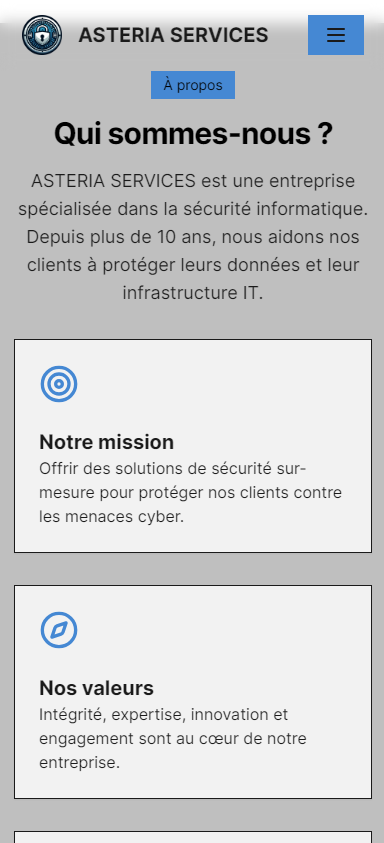 ASTERIA SERVICES
À propos
Qui sommes-nous ?
ASTERIA SERVICES est une entreprise
spécialisée dans la sécurité informatique.
Depuis plus de 10 ans, nous aidons nos
clients à protéger leurs données et leur
infrastructure IT.
Notre mission
Offrir des solutions de sécurité sur-
mesure pour protéger nos clients contre
les menaces cyber.
Nos valeurs
Intégrité, expertise, innovation et
engagement sont au cœur de notre
entreprise.